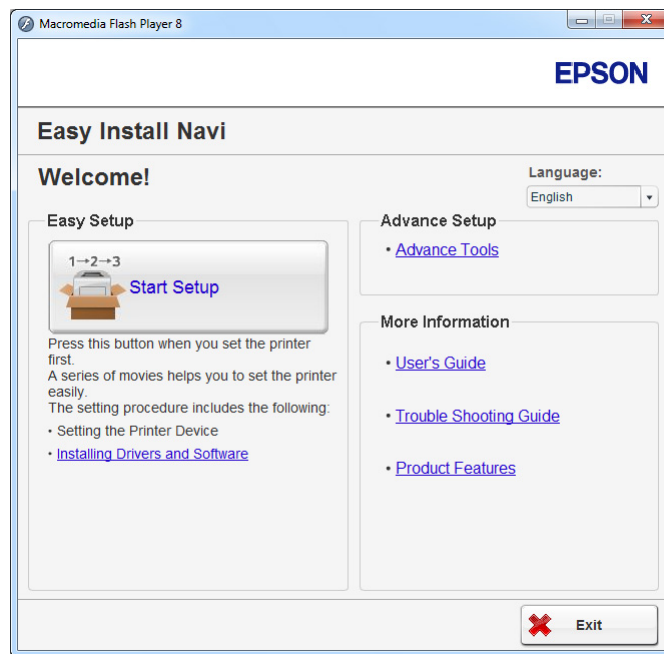 Macromedia Flash Player 8
EPSON
Easy Install Navi
Welcome!
Language:
English
Easy Setup
1→2→3
Start Setup
Press this button when you set the printer
first.
A series of movies helps you to set the printer
easily.
The setting procedure includes the following:
• Setting the Printer Device
• Installing Drivers and Software
Advance Setup
• Advance Tools
More Information
• User's Guide
• Trouble Shooting Guide
• Product Features
Exit